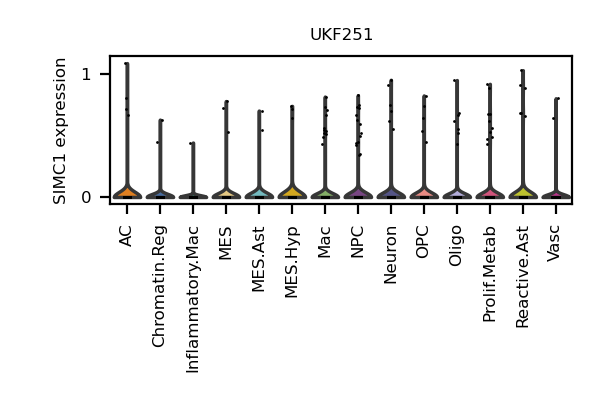 UKF251
SIMC1 expression
1
0
AC
Chromatin.Reg
Inflammatory.Mac
MES
MES.Ast
MES.Hyp
Mac
NPC
Neuron
OPC
Oligo
Prolif.Metab
Reactive.Ast
Vasc